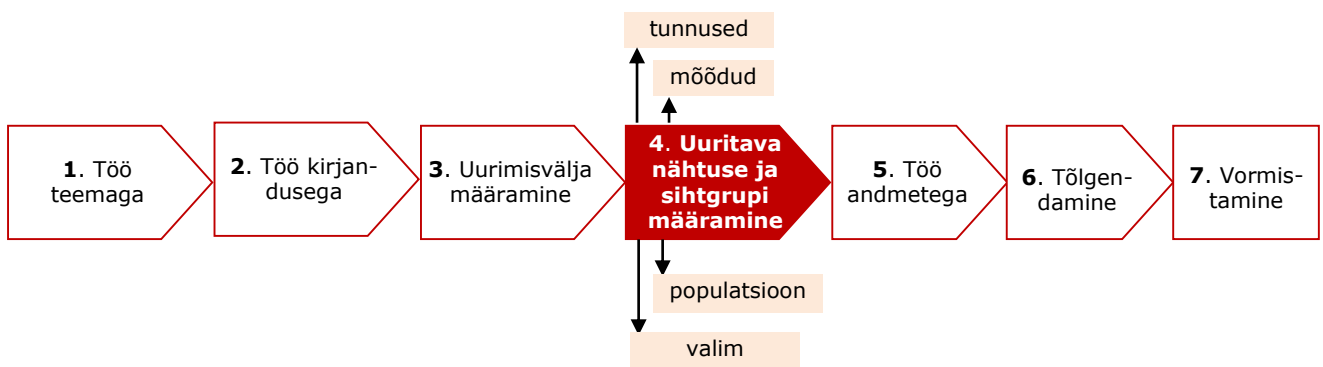 tunnused
mõõdud
1. Töö
teemaga
2. Töö kirjan-
dusega
3. Uurimisvälja
määramine
4. Uuritava
nähtuse ja
sihtgrupi
määramine
5. Töö
andmetega
6. Tõlgen-
damine
7. Vormis-
tamine
populatsioon
valim